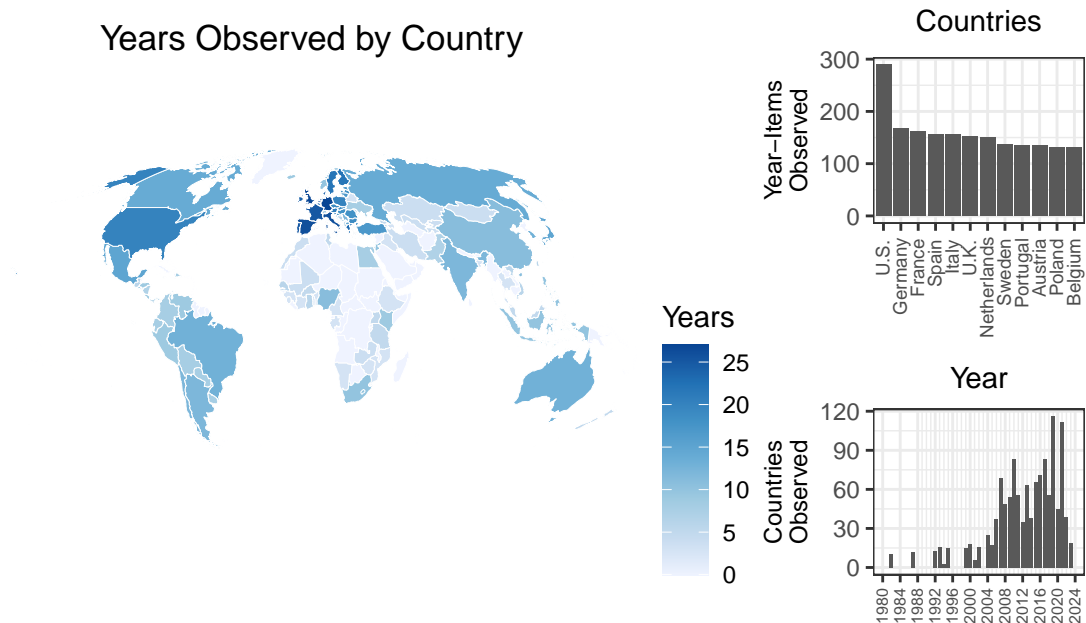 Years Observed by Country
Years
25
20
15
10
5
0
Countries
Year−Items
Observed
300
200
100
0
U.S.
Germany
France
Spain
Italy
U.K.
Netherlands
Sweden
Portugal
Austria
Poland
Belgium
Year
Countries
Observed
120
90
60
30
0
1980
1984
1988
1992
1996
2000
2004
2008
2012
2016
2020
2024